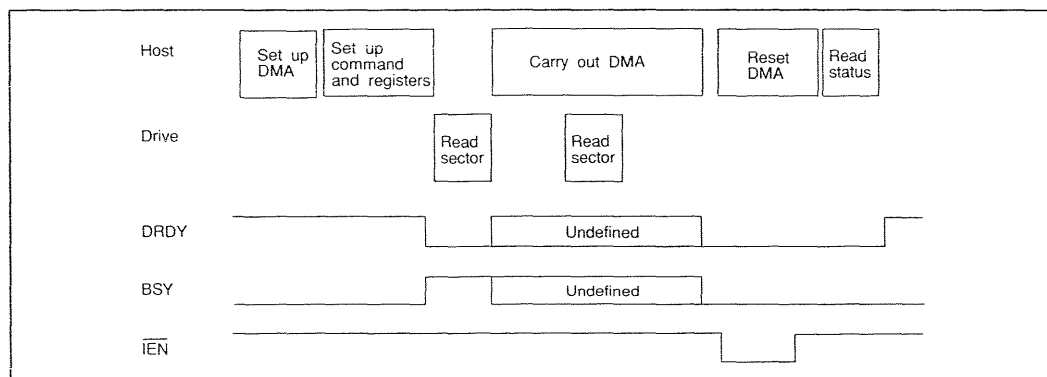 Host
Set up
DMA
Set up
command
and registers
Carry out DMA
Reset
DMA
Read
status
Drive
Read
sector
Read
sector
DRDY
Undefined
BSY
Undefined
IEN